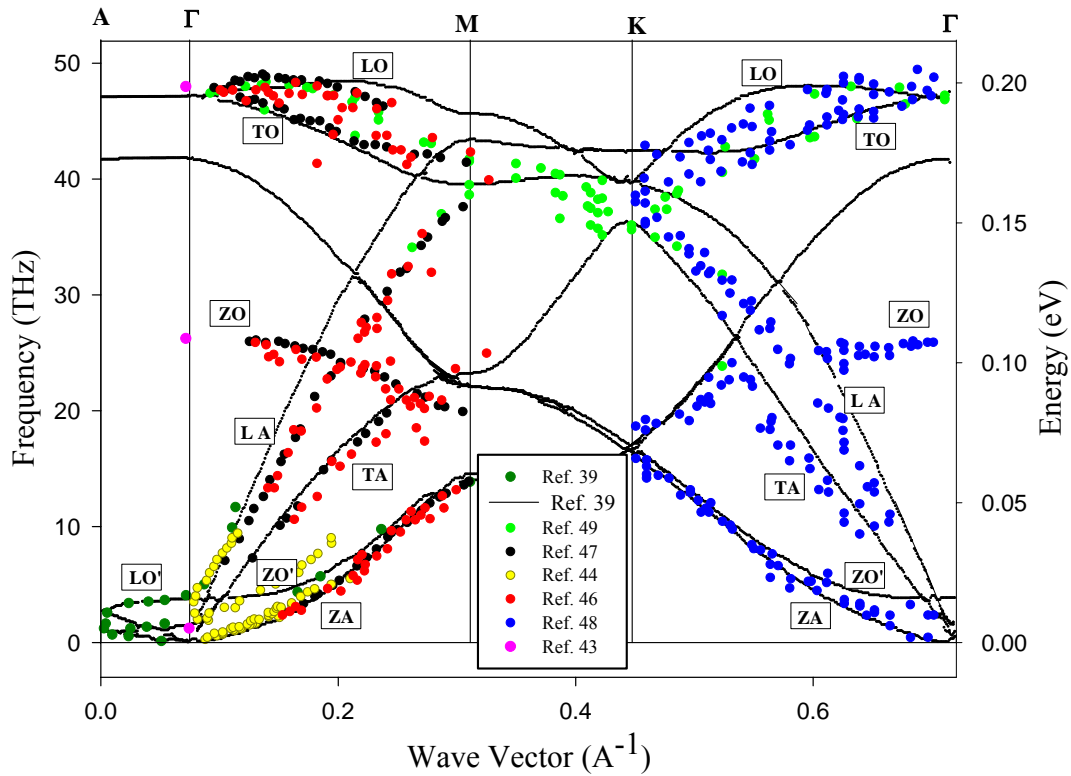 A Γ M K Γ
50
40
30
20
10
0
Frequency (THz)
0.20
0.15
0.10
0.05
0.00
Energy (eV)
0.0 0.2 0.4 0.6
Wave Vector (A⁻¹)
LO
LO
TO
TO
ZO
ZO
L A
L A
TA
TA
LO'
ZO'
ZO'
ZA
ZA
Ref. 39
Ref. 39
Ref. 49
Ref. 47
Ref. 44
Ref. 46
Ref. 48
Ref. 43